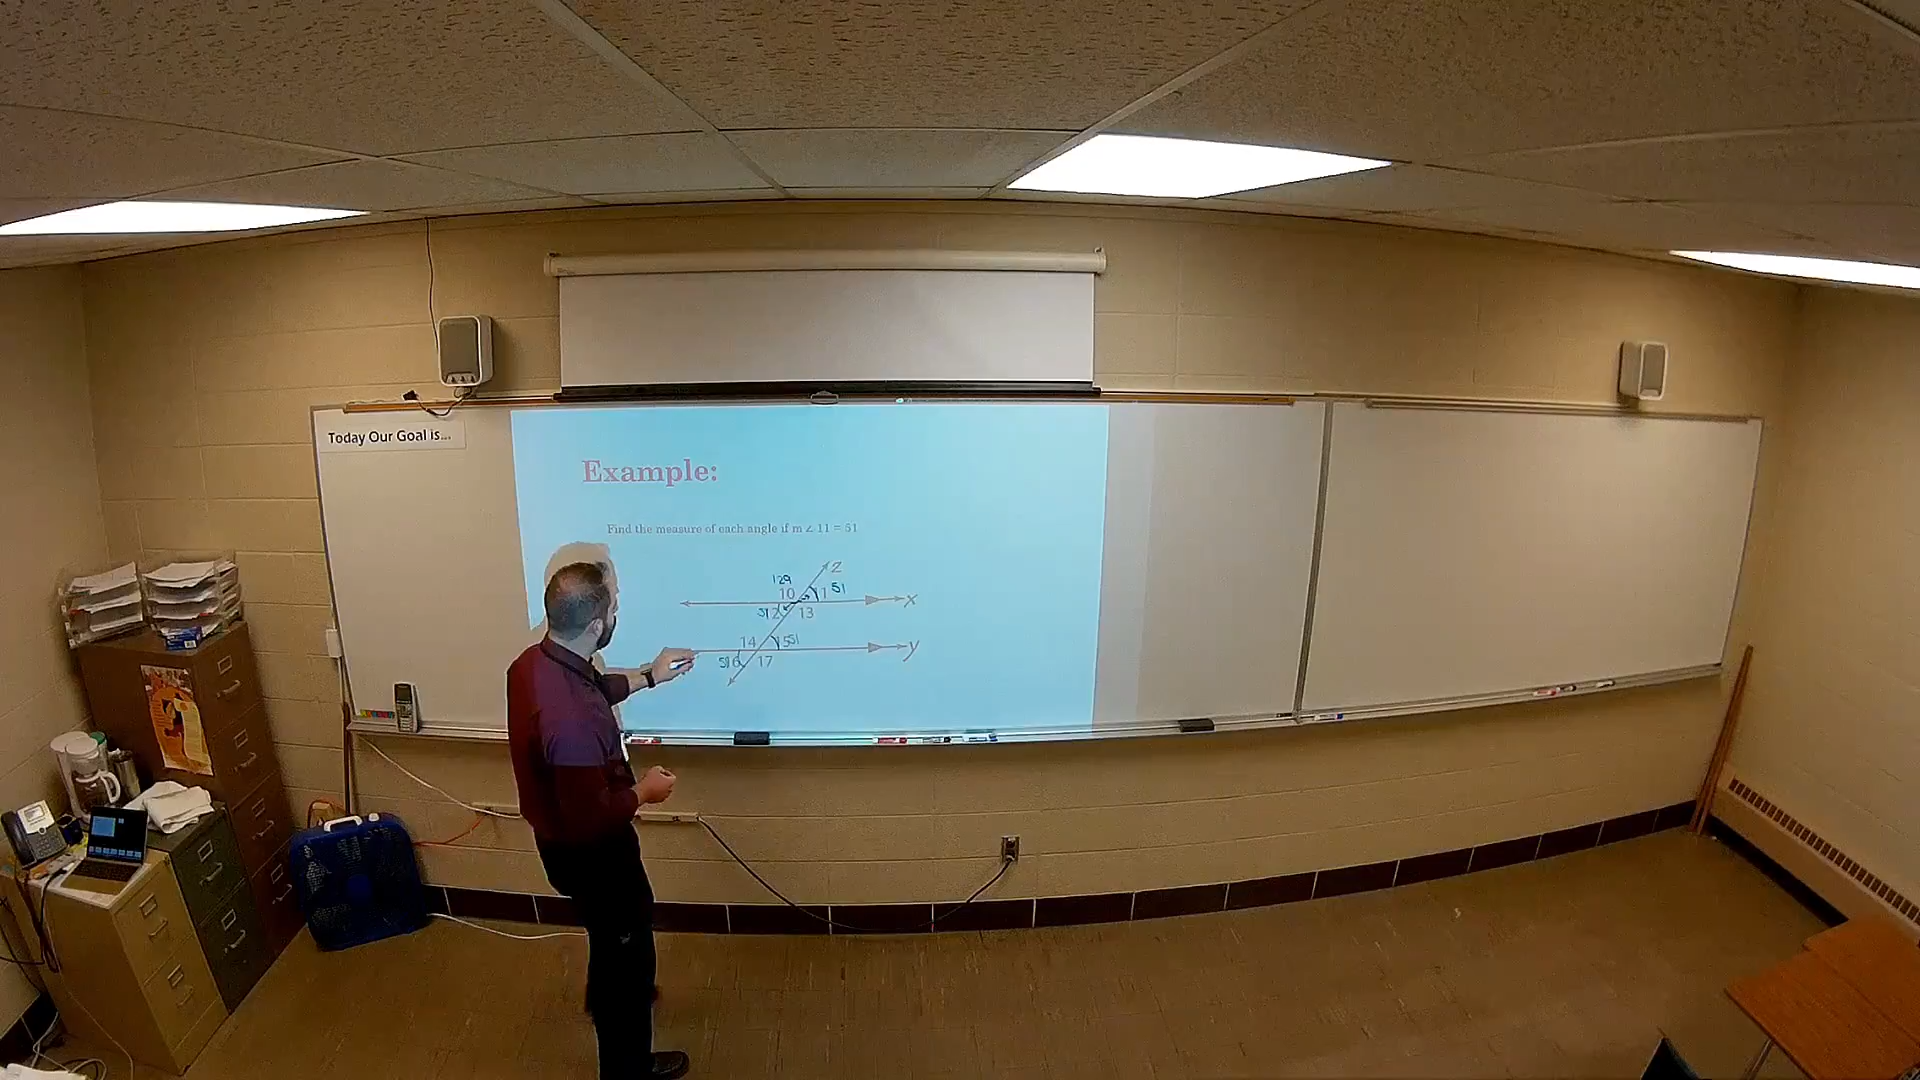 Today Our Goal is...
Example:
Find the measure of each angle if m∠11 = 51
z
129
10 11 51
x
51 12 13
14 15 51
y
51 16 17